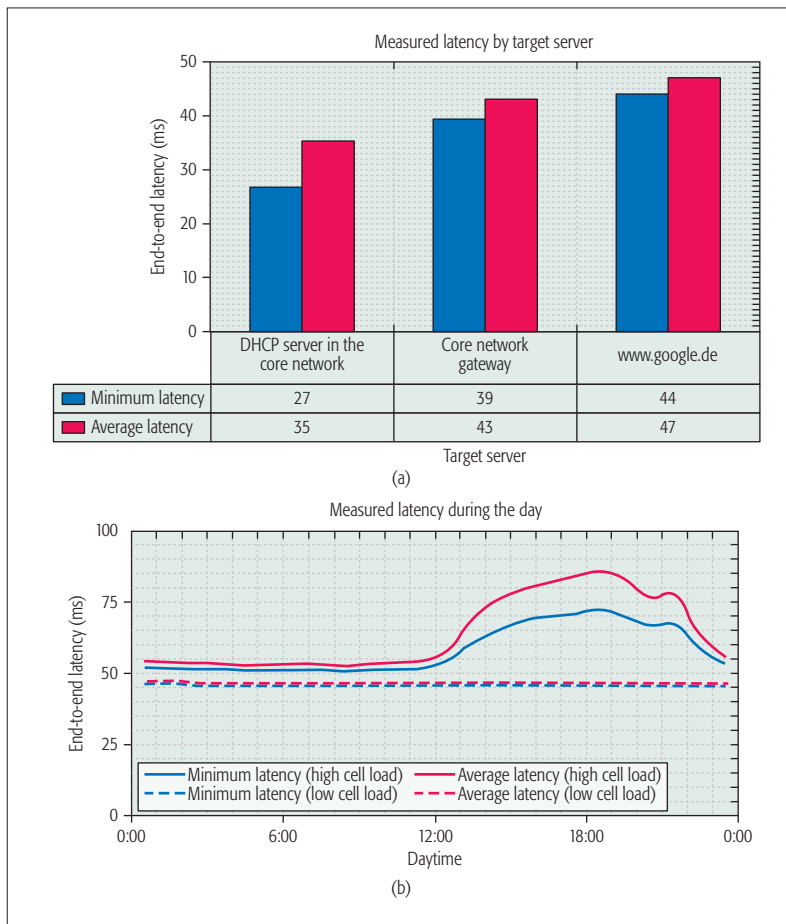 Measured latency by target server
End-to-end latency (ms)
50
40
30
20
10
0
DHCP server in the
core network
Core network
gateway
www.google.de
Minimum latency 27 39 44
Average latency 35 43 47
Target server
(a)
Measured latency during the day
End-to-end latency (ms)
100
75
50
25
0
Minimum latency (high cell load) Average latency (high cell load)
Minimum latency (low cell load) Average latency (low cell load)
0:00 6:00 12:00 18:00 0:00
Daytime
(b)